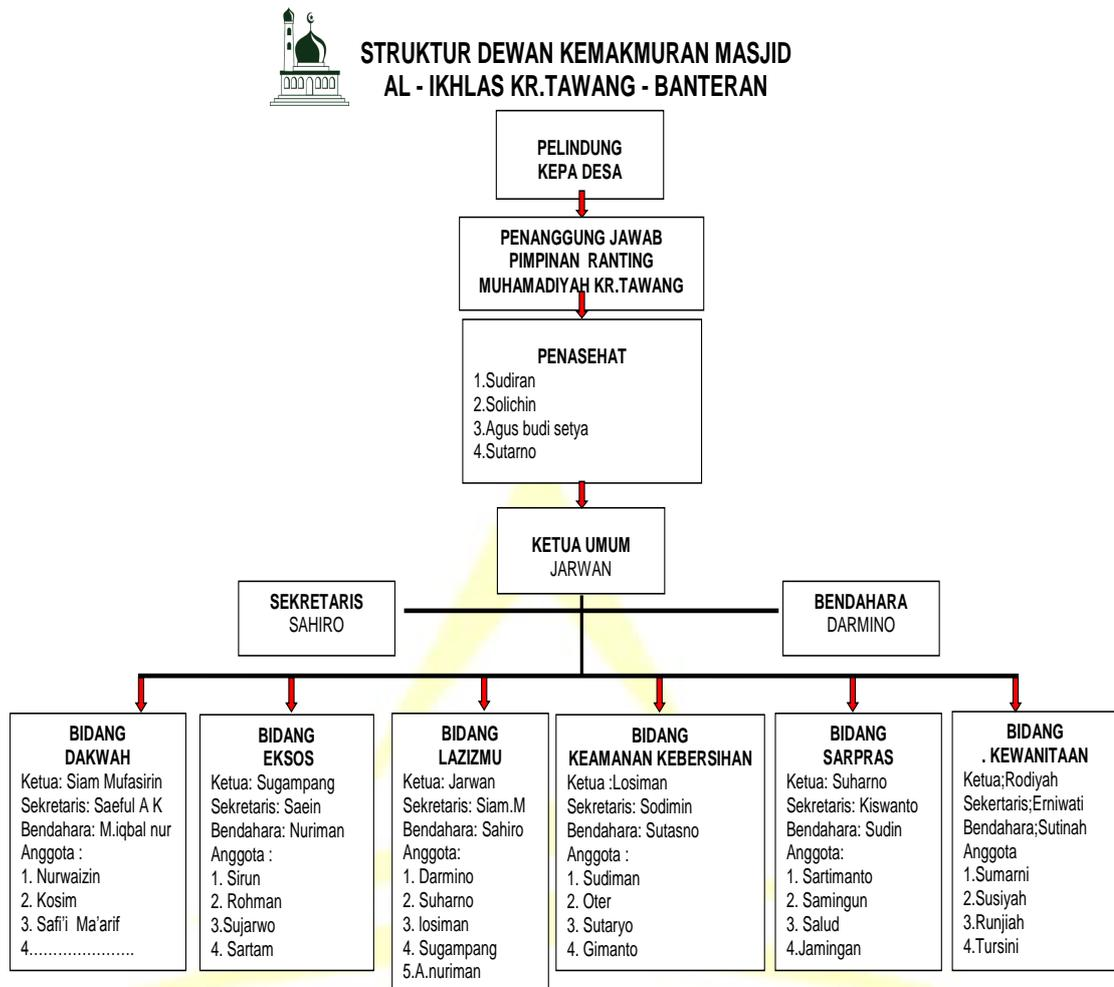 STRUKTUR DEWAN KEMAKMURAN MASJID
AL - IKHLAS KR.TAWANG - BANTERAN
PELINDUNG
KEPA DESA
PENANGGUNG JAWAB
PIMPINAN RANTING
MUHAMADIYAH KR.TAWANG
PENASEHAT
1.Sudiran
2.Solichin
3.Agus budi setya
4.Sutarno
KETUA UMUM
JARWAN
SEKRETARIS
SAHIRO
BENDAHARA
DARMINO
BIDANG
DAKWAH
Ketua: Siam Mufasirin
Sekretaris: Saeful A K
Bendahara: M.iqbal nur
Anggota :
1. Nurwaizin
2. Kosim
3. Safi’i Ma’arif
4………………….
BIDANG
EKSOS
Ketua: Sugampang
Sekretaris: Saein
Bendahara: Nuriman
Anggota :
1. Sirun
2. Rohman
3.Sujarwo
4. Sartam
BIDANG
LAZIZMU
Ketua: Jarwan
Sekretaris: Siam.M
Bendahara: Sahiro
Anggota:
1. Darmino
2. Suharno
3. losiman
4. Sugampang
5.A.nuriman
BIDANG
KEAMANAN KEBERSIHAN
Ketua :Losiman
Sekretaris: Sodimin
Bendahara: Sutasno
Anggota :
1. Sudiman
2. Oter
3. Sutaryo
4. Gimanto
BIDANG
SARPRAS
Ketua: Suharno
Sekretaris: Kiswanto
Bendahara: Sudin
Anggota:
1. Sartimanto
2. Samingun
3. Salud
4.Jamingan
BIDANG
. KEWANITAAN
Ketua;Rodiyah
Sekertaris;Erniwati
Bendahara;Sutinah
Anggota
1.Sumarni
2.Susiyah
3.Runjiah
4.Tursini